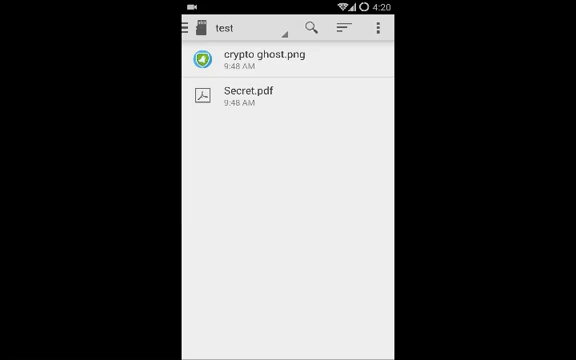 4:20
test
crypto ghost.png
9:48 AM
Secret.pdf
9:48 AM